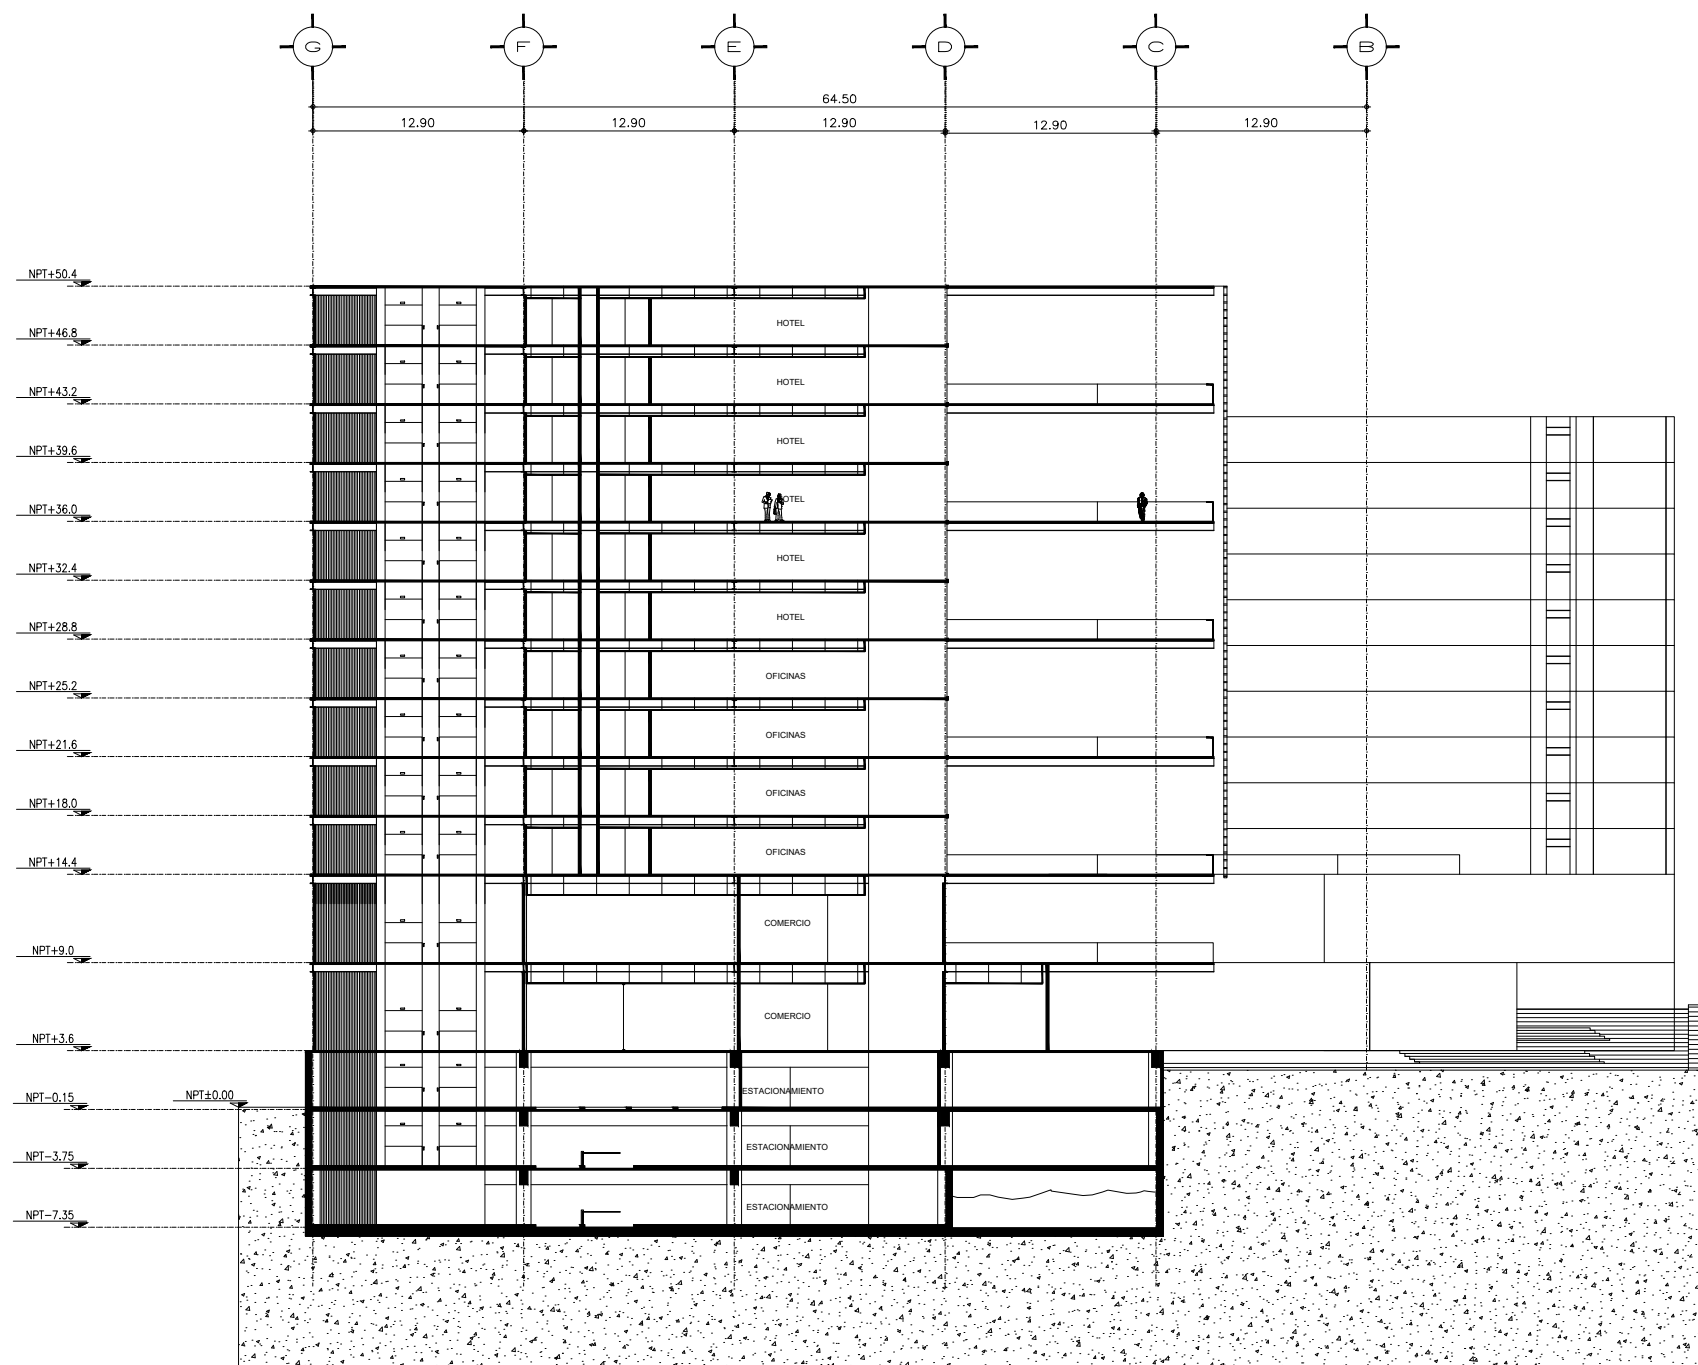 G F E D C B
64.50
12.90 12.90 12.90 12.90 12.90
NPT+50.4
HOTEL
NPT+46.8
HOTEL
NPT+43.2
HOTEL
NPT+39.6
HOTEL
NPT+36.0
HOTEL
NPT+32.4
HOTEL
NPT+28.8
OFICINAS
NPT+25.2
OFICINAS
NPT+21.6
OFICINAS
NPT+18.0
OFICINAS
NPT+14.4
COMERCIO
NPT+9.0
COMERCIO
NPT+3.6
ESTACIONAMIENTO
NPT-0.15 NPT±0.00
ESTACIONAMIENTO
NPT-3.75
ESTACIONAMIENTO
NPT-7.35